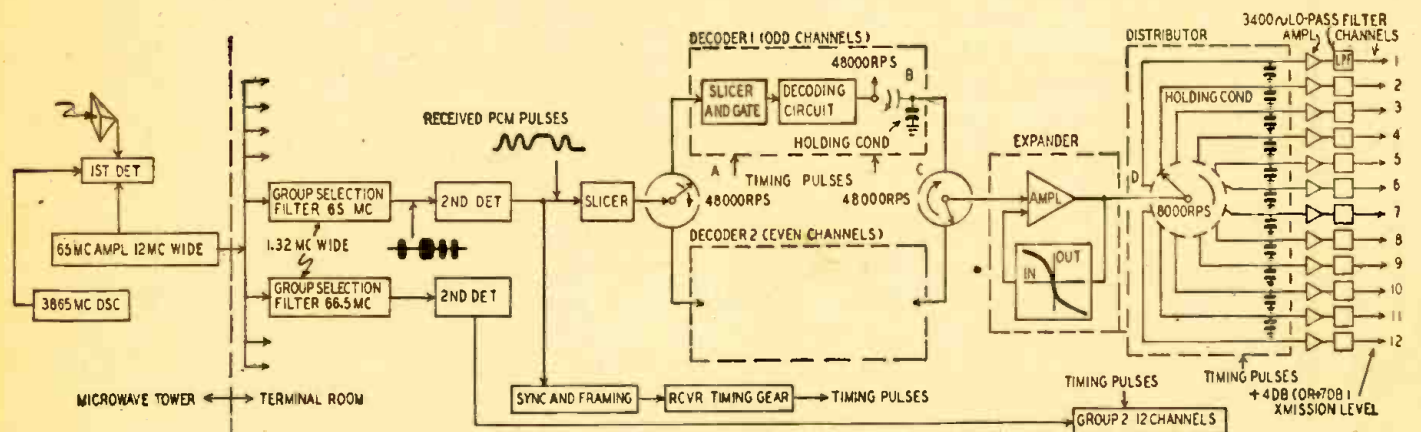 1ST DET
65MC AMPL 12MC WIDE
3865 MC DSC
MICROWAVE TOWER
TERMINAL ROOM
GROUP SELECTION
FILTER 65 MC
1.32 MC WIDE
GROUP SELECTION
FILTER 66.5 MC
2ND DET
2ND DET
RECEIVED PCM PULSES
SLICER
SYNC AND FRAMING
RCVR TIMING GEAR
TIMING PULSES
DECODER 1 (ODD CHANNELS)
48000RPS
B
SLICER
AND GATE
DECODING
CIRCUIT
HOLDING COND
A
TIMING PULSES
C
48000RPS
48000RPS
DECODER 2 (EVEN CHANNELS)
EXPANDER
AMPL
IN
OUT
DISTRIBUTOR
HOLDING COND
D
8000RPS
3400~LO-PASS FILTER
AMPL
CHANNELS
LPF
1
2
3
4
5
6
7
8
9
10
11
12
TIMING PULSES
+4DB (OR+7DB)
XMISSION LEVEL
TIMING PULSES
GROUP 2 12 CHANNELS